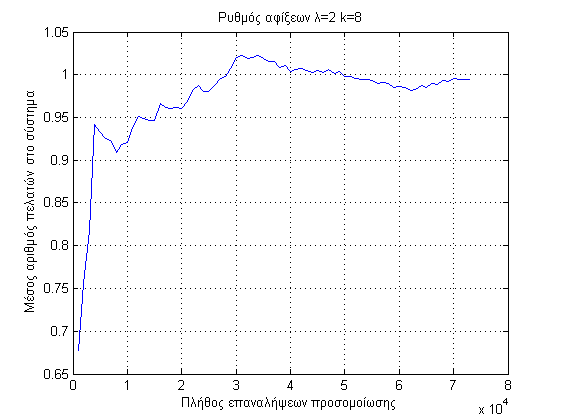 Ρυθμός αφίξεων λ=2 k=8
Μέσος αριθμός πελατών στο σύστημα
1.05
1
0.95
0.9
0.85
0.8
0.75
0.7
0.65
0 1 2 3 4 5 6 7 8
Πλήθος επαναλήψεων προσομοίωσης
x 10^4